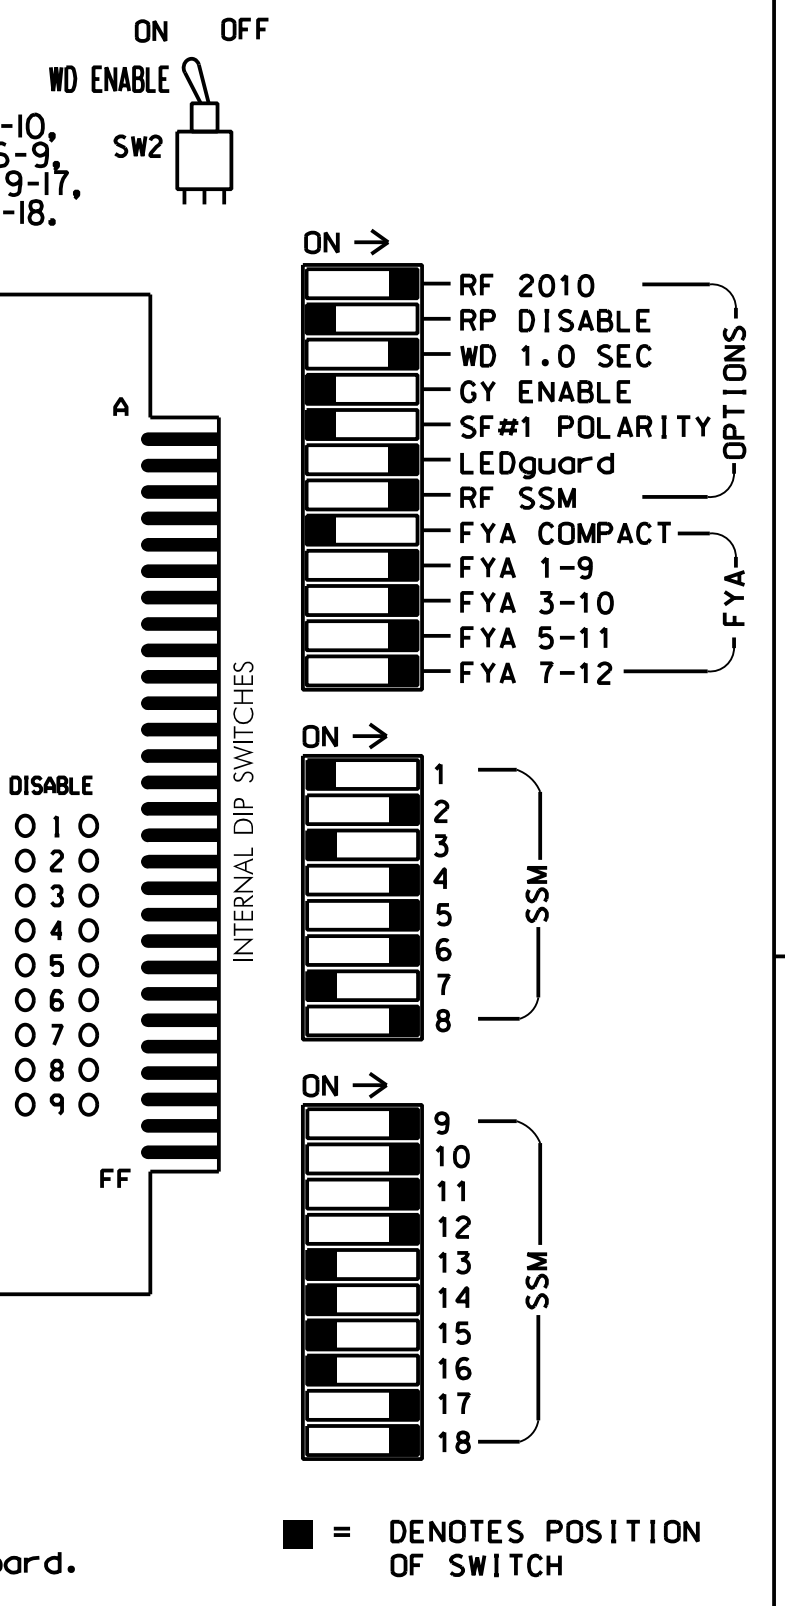 ON OFF
WD ENABLE
SW2
-10,
6-9,
9-17,
-18.
ON
RF 2010
RP DISABLE
WD 1.0 SEC
GY ENABLE
SF#1 POLARITY
LEDguard
RF SSM
OPTIONS
FYA COMPACT
FYA 1-9
FYA 3-10
FYA 5-11
FYA 7-12
FYA
A
FF
INTERNAL DIP SWITCHES
DISABLE
1
2
3
4
5
6
7
8
9
ON
1
2
3
4
5
6
7
8
SSM
ON
9
10
11
12
13
14
15
16
17
18
SSM
= DENOTES POSITION
OF SWITCH
ard.